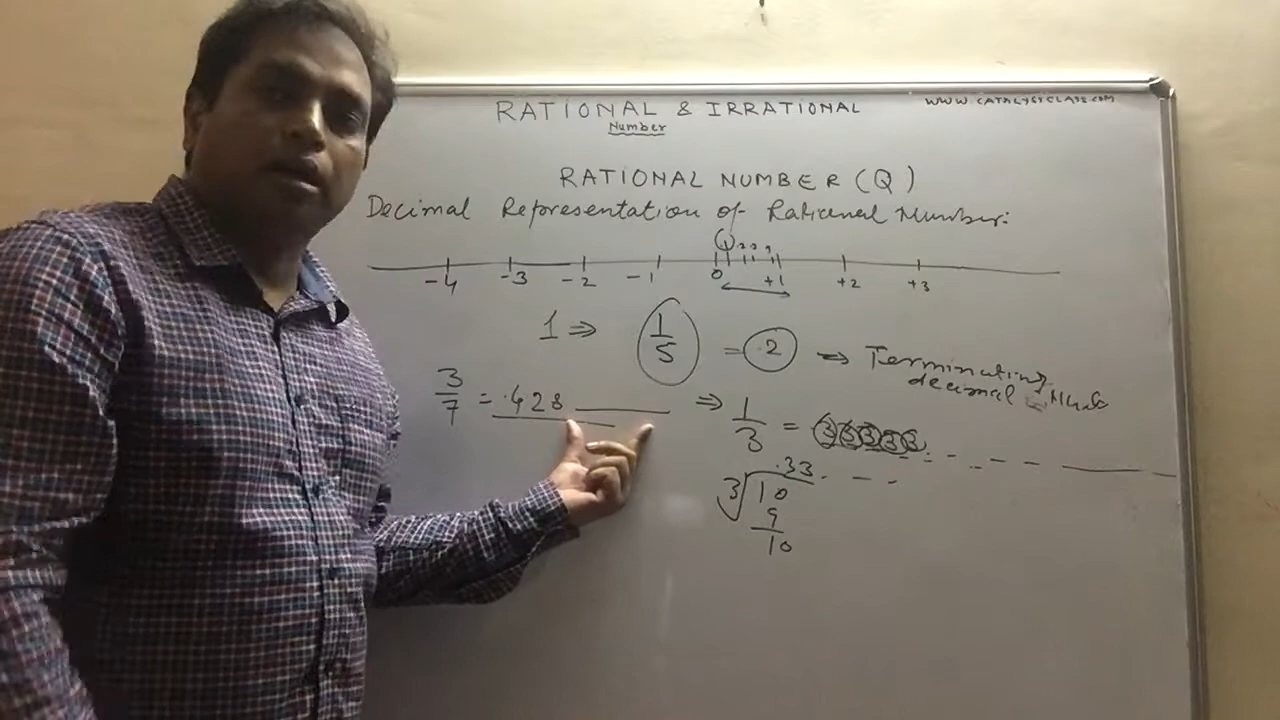 RATIONAL & IRRATIONAL
Number
WWW.CATALYSTCLASS.COM
RATIONAL NUMBER (Q)
Decimal Representation of Rational Number:
-4 -3 -2 -1 0 +1 +2 +3
1 ⇒ 1/5 = .2 ⇒ Terminating
decimal
3/7 = .428 ____ ⇒ 1/3 = .33333 - - - -
.33 - - -
3√10
9
10